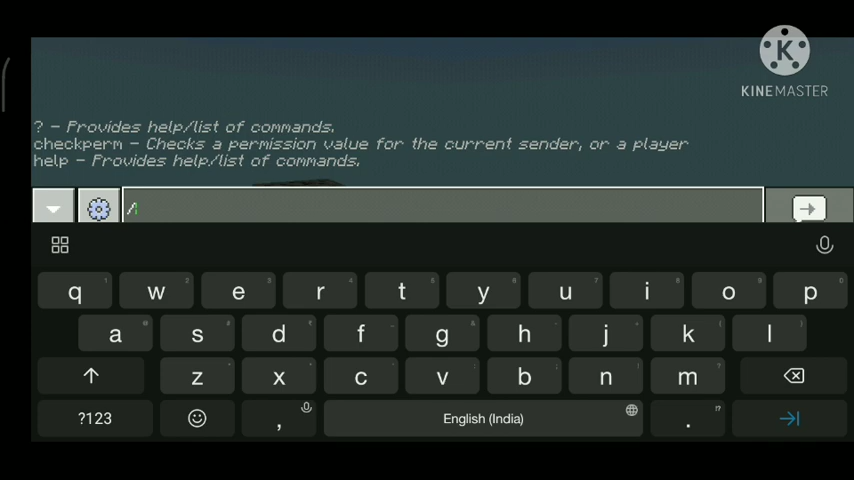 K
KINEMASTER
? - Provides help/list of commands.
checkperm - Checks a permission value for the current sender, or a player
help - Provides help/list of commands.
/
q w e r t y u i o p
a s d f g h j k l
z x c v b n m
?123 , English (India) .